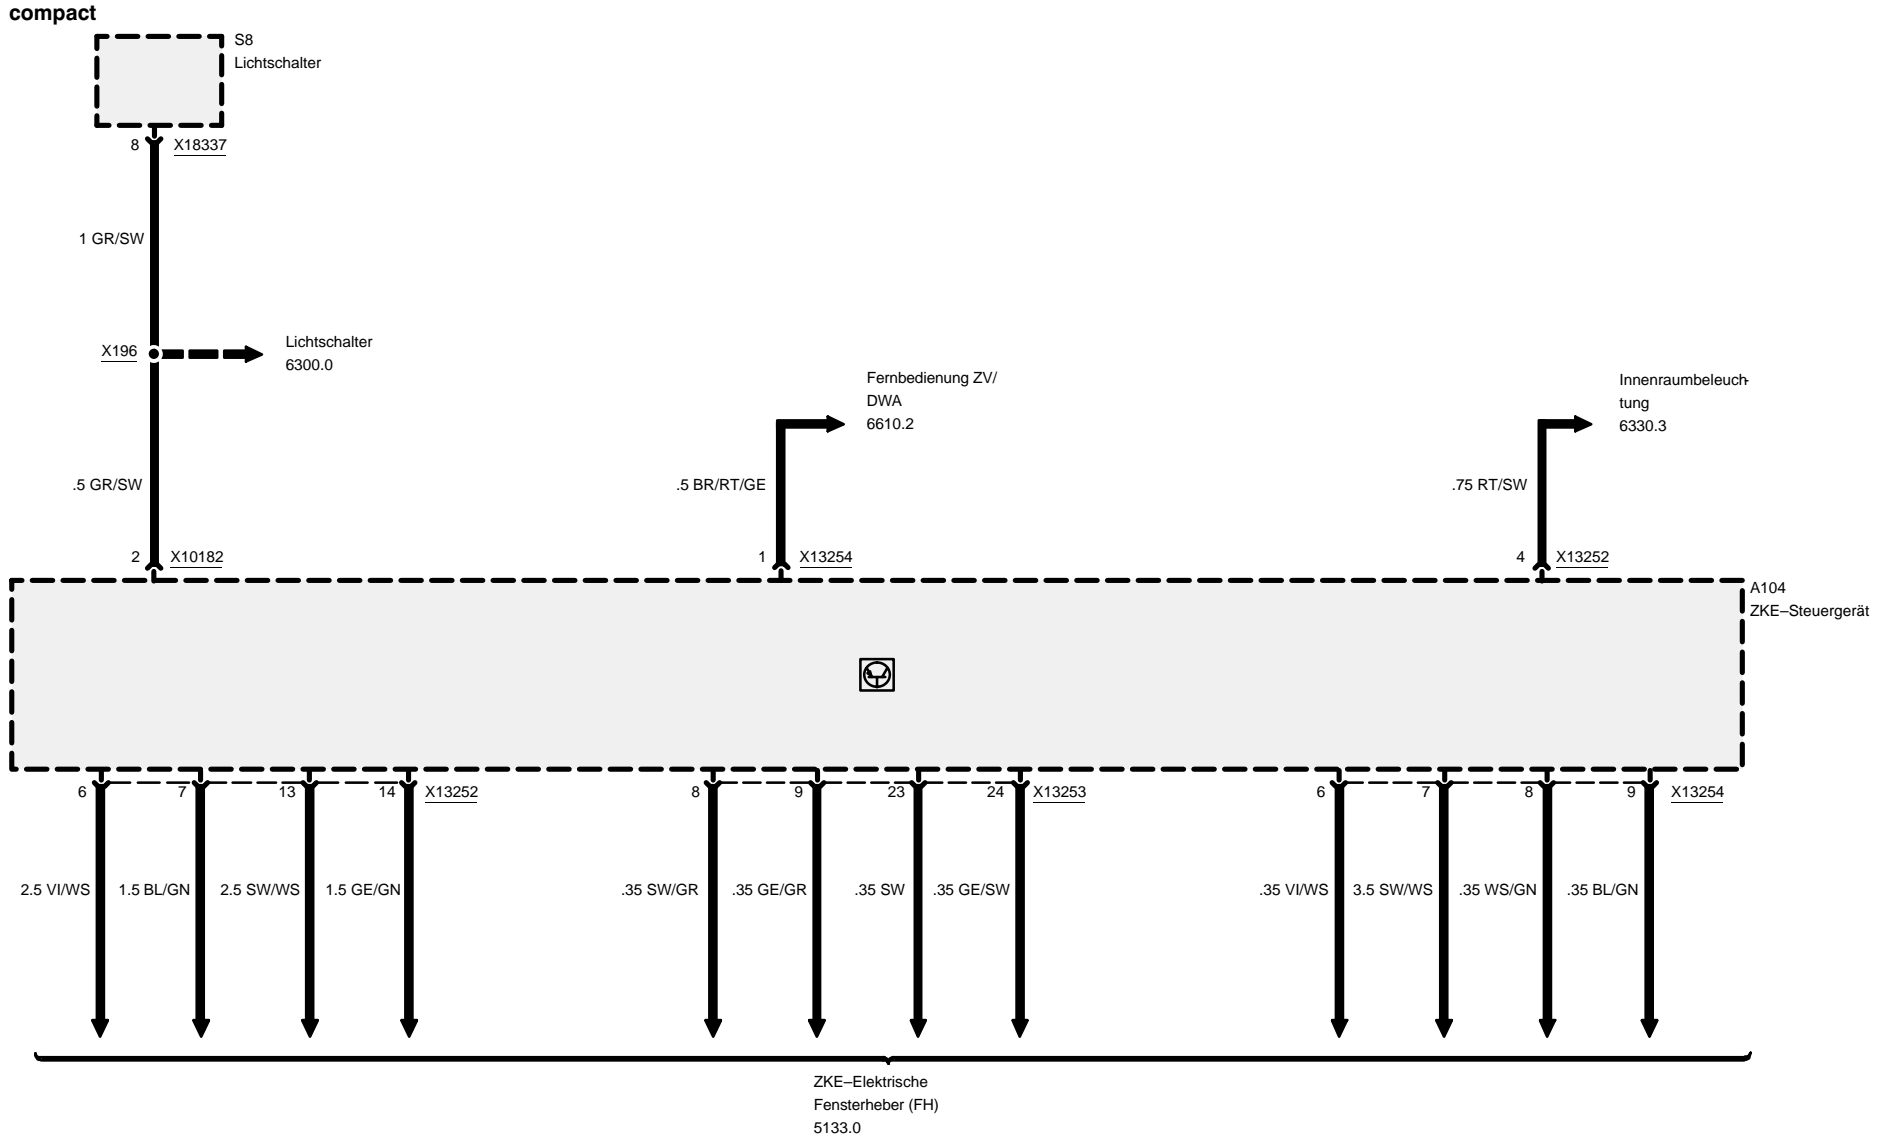 compact
S8
Lichtschalter
8 X18337
1 GR/SW
X196
Lichtschalter
6300.0
Fernbedienung ZV/
DWA
6610.2
Innenraumbeleuch-
tung
6330.3
.5 GR/SW
.5 BR/RT/GE
.75 RT/SW
2 X10182
1 X13254
4 X13252
A104
ZKE–Steuergerät
6 7 13 14 X13252
8 9 23 24 X13253
6 7 8 9 X13254
2.5 VI/WS 1.5 BL/GN 2.5 SW/WS 1.5 GE/GN
.35 SW/GR .35 GE/GR .35 SW .35 GE/SW
.35 VI/WS 3.5 SW/WS .35 WS/GN .35 BL/GN
ZKE–Elektrische
Fensterheber (FH)
5133.0